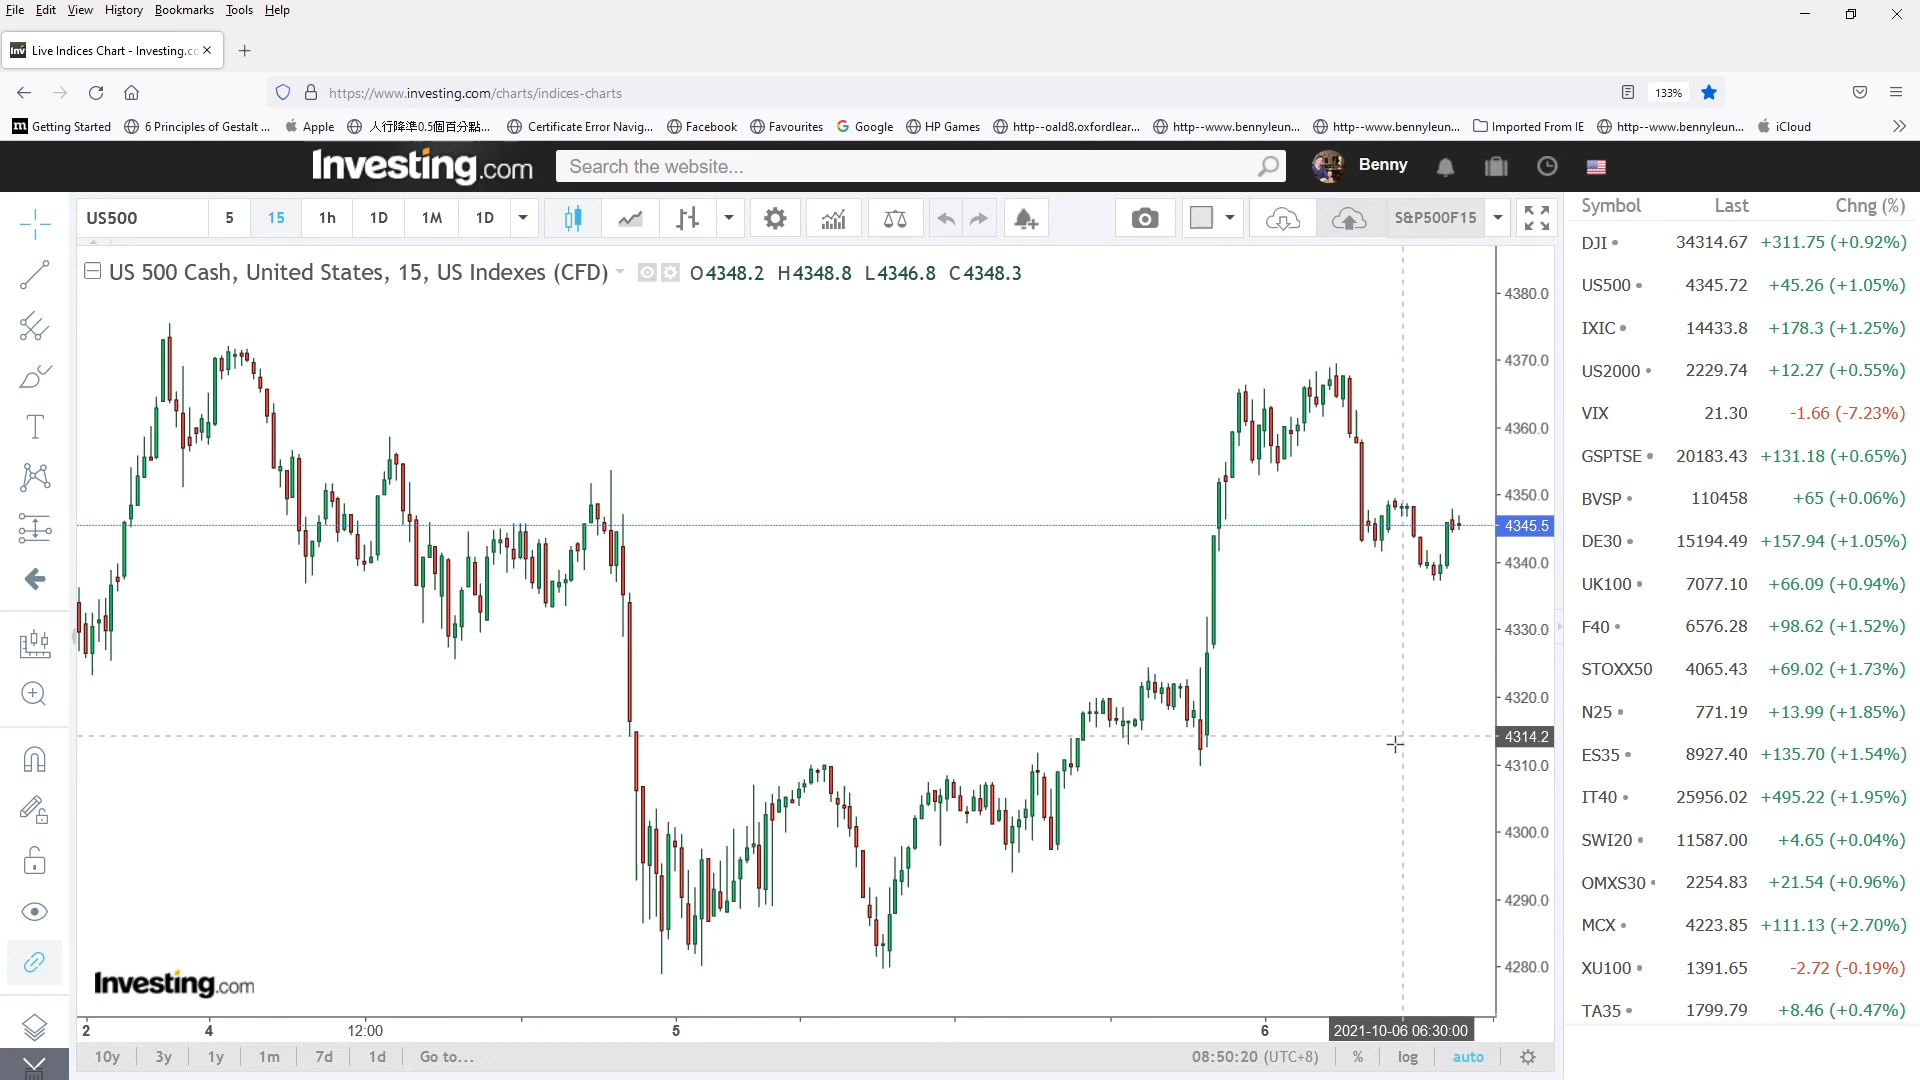 File Edit View History Bookmarks Tools Help
Live Indices Chart - Investing.co
https://www.investing.com/charts/indices-charts 133%
Getting Started 6 Principles of Gestalt ... Apple 人行降準0.5個百分點... Certificate Error Navig... Facebook Favourites Google HP Games http--oald8.oxfordlear... http--www.bennyleun... http--www.bennyleun... Imported From IE http--www.bennyleun... iCloud
Investing.com Search the website... Benny
US500 5 15 1h 1D 1M 1D S&P500F15
US 500 Cash, United States, 15, US Indexes (CFD) O4348.2 H4348.8 L4346.8 C4348.3
4380.0
4370.0
4360.0
4350.0
4345.5
4340.0
4330.0
4320.0
4314.2
4310.0
4300.0
4290.0
4280.0
Investing.com
2 4 12:00 5 6 2021-10-06 06:30:00
10y 3y 1y 1m 7d 1d Go to... 08:50:20 (UTC+8) % log auto
Symbol Last Chng (%)
DJI 34314.67 +311.75 (+0.92%)
US500 4345.72 +45.26 (+1.05%)
IXIC 14433.8 +178.3 (+1.25%)
US2000 2229.74 +12.27 (+0.55%)
VIX 21.30 -1.66 (-7.23%)
GSPTSE 20183.43 +131.18 (+0.65%)
BVSP 110458 +65 (+0.06%)
DE30 15194.49 +157.94 (+1.05%)
UK100 7077.10 +66.09 (+0.94%)
F40 6576.28 +98.62 (+1.52%)
STOXX50 4065.43 +69.02 (+1.73%)
N25 771.19 +13.99 (+1.85%)
ES35 8927.40 +135.70 (+1.54%)
IT40 25956.02 +495.22 (+1.95%)
SWI20 11587.00 +4.65 (+0.04%)
OMXS30 2254.83 +21.54 (+0.96%)
MCX 4223.85 +111.13 (+2.70%)
XU100 1391.65 -2.72 (-0.19%)
TA35 1799.79 +8.46 (+0.47%)